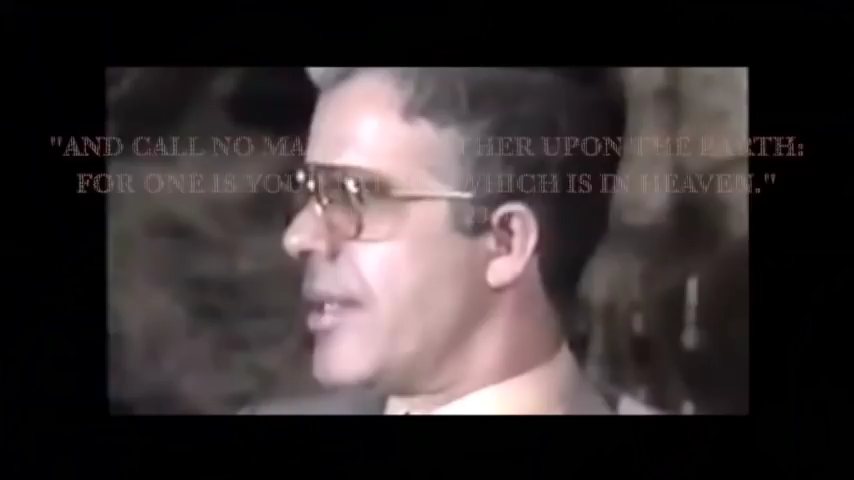 "AND CALL NO UPON THE EARTH:
FOR ONE IS WHICH IS IN HEAVEN."